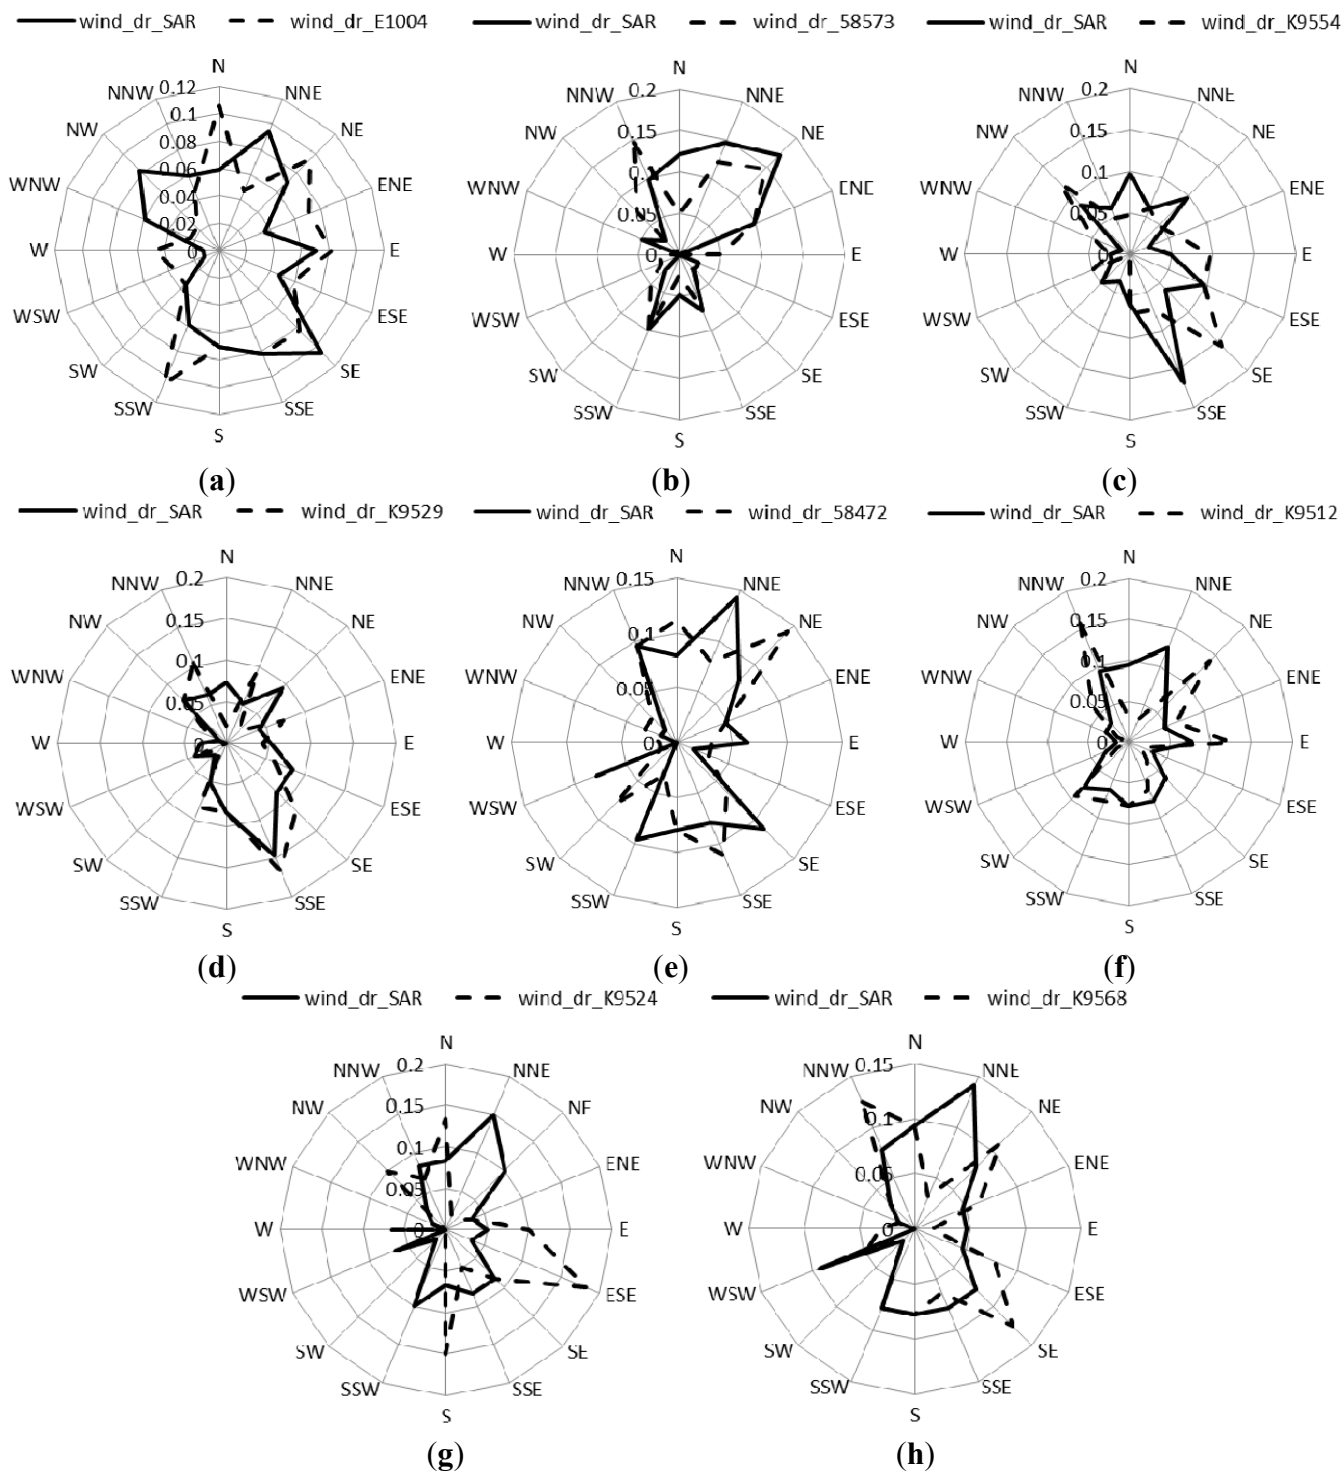 wind_dr_SAR wind_dr_E1004 wind_dr_SAR wind_dr_58573 wind_dr_SAR wind_dr_K9554
N N N
NNW 0.12 NNE NNW 0.2 NNE NNW 0.2 NNE
NW 0.1 NE NW 0.15 NE NW 0.15 NE
0.08
WNW 0.06 ENE WNW 0.1 ENE WNW 0.1 ENE
0.04 0.05 0.05
0.02
W 0 E W 0 E W 0 E
WSW ESE WSW ESE WSW ESE
SW SE SW SE SW SE
SSW SSE SSW SSE SSW SSE
S S S
(a) (b) (c)
wind_dr_SAR wind_dr_K9529 wind_dr_SAR wind_dr_58472 wind_dr_SAR wind_dr_K9512
N N N
NNW 0.2 NNE NNW 0.15 NNE NNW 0.2 NNE
NW 0.15 NE NW 0.1 NE NW 0.15 NE
WNW 0.1 ENE WNW 0.05 ENE WNW 0.1 ENE
0.05 0.05
W 0 E W 0 E W 0 E
WSW ESE WSW ESE WSW ESE
SW SE SW SE SW SE
SSW SSE SSW SSE SSW SSE
S S S
(d) (e) (f)
wind_dr_SAR wind_dr_K9524 wind_dr_SAR wind_dr_K9568
N N
NNW 0.2 NNE NNW 0.15 NNE
NW 0.15 NF NW 0.1 NE
WNW 0.1 ENE WNW 0.05 ENE
0.05
W 0 E W 0 E
WSW ESE WSW ESE
SW SE SW SE
SSW SSE SSW SSE
S S
(g) (h)